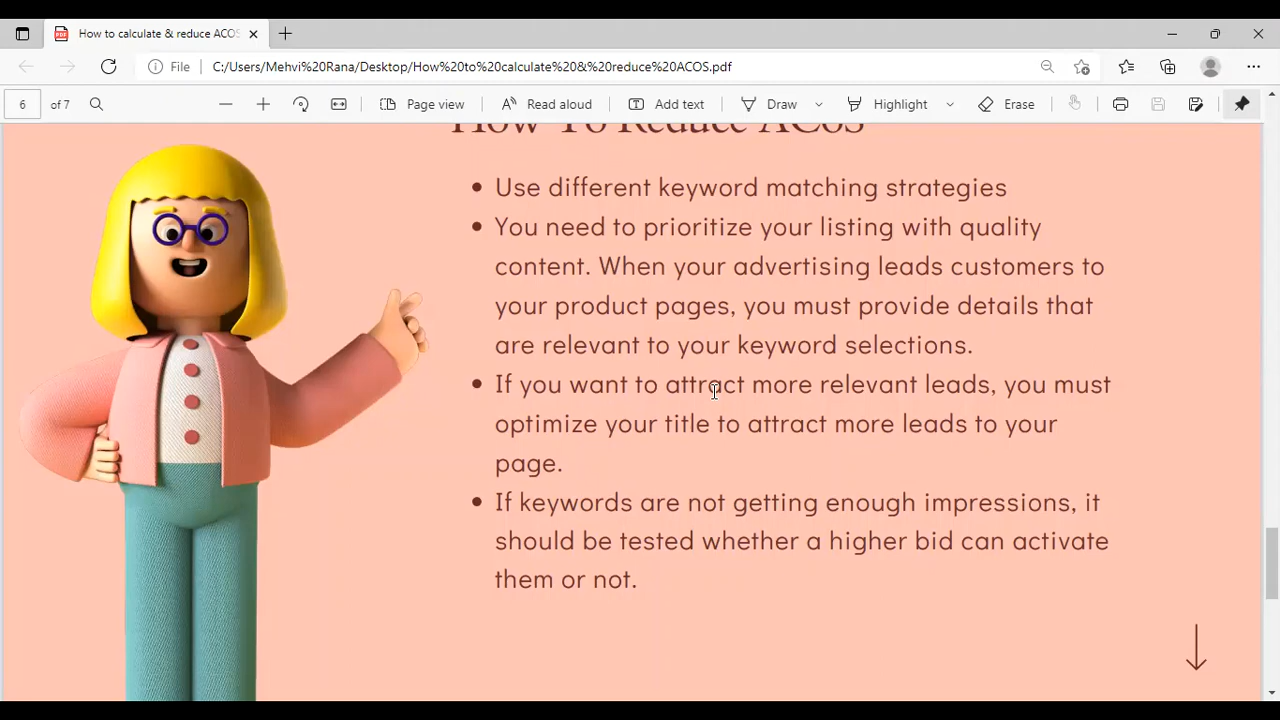 How to calculate & reduce ACOS
File
C:/Users/Mehvi%20Rana/Desktop/How%20to%20calculate%20&%20reduce%20ACOS.pdf
6 of 7
Page view
Read aloud
Add text
Draw
Highlight
Erase
How To Reduce ACoS
• Use different keyword matching strategies
• You need to prioritize your listing with quality
content. When your advertising leads customers to
your product pages, you must provide details that
are relevant to your keyword selections.
• If you want to attract more relevant leads, you must
optimize your title to attract more leads to your
page.
• If keywords are not getting enough impressions, it
should be tested whether a higher bid can activate
them or not.